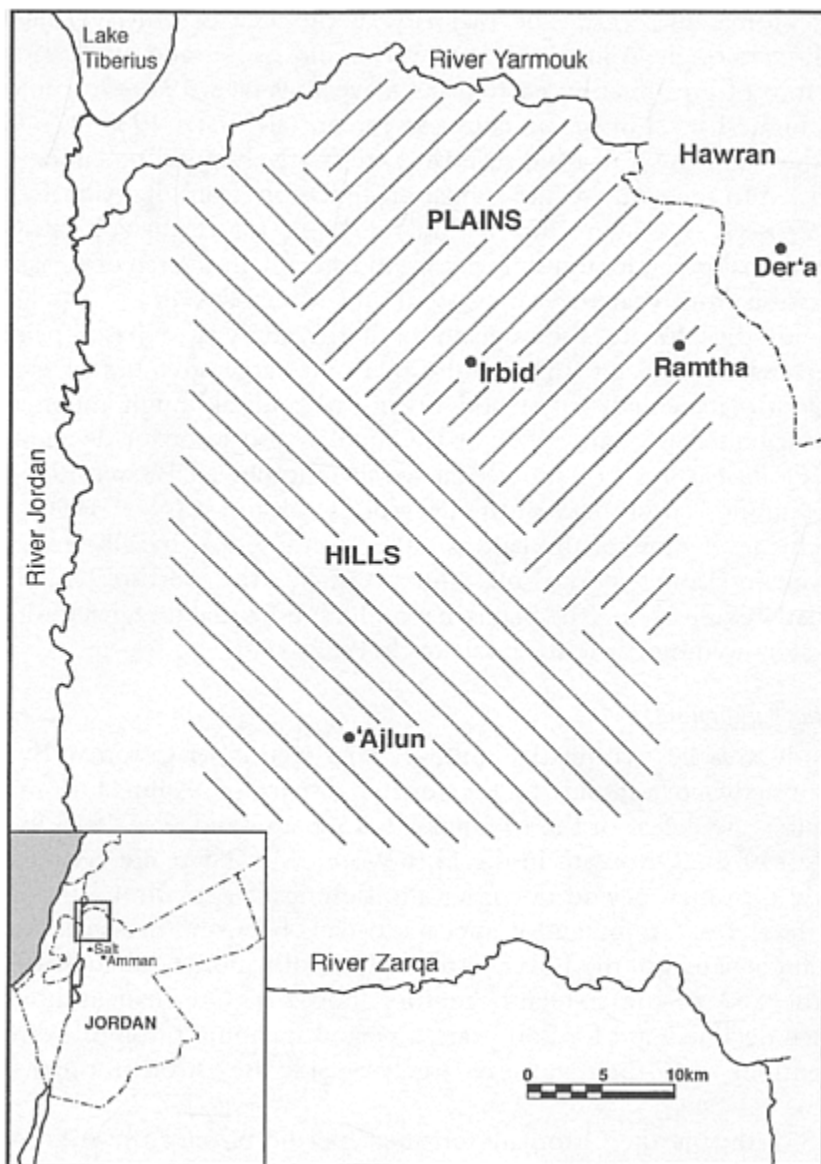 Lake
Tiberius
River Yarmouk
Hawran
PLAINS
Der‘a
Irbid
Ramtha
River Jordan
HILLS
‘Ajlun
Salt
Amman
JORDAN
River Zarqa
0 5 10km